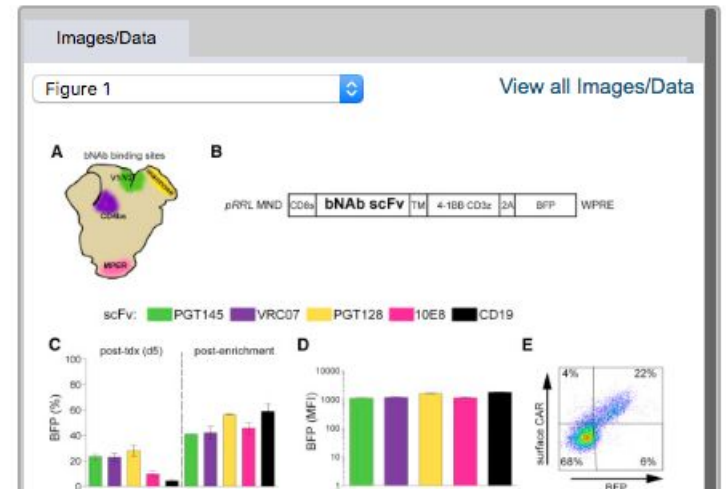 Images/Data
Figure 1
View all Images/Data
A
bNAb binding sites
CD4bs
MPER
B
pRRL MND CD8s bNAb scFv TM 4-1BB CD3z 2A BFP WPRE
scFv: PGT145 VRC07 PGT128 10E8 CD19
C
post-tdx (d5) post-enrichment
BFP (%)
100
80
60
40
20
0
D
BFP (MFI)
10000
1000
100
10
1
E
4% 22%
surface CAR
68% 6%
BFP